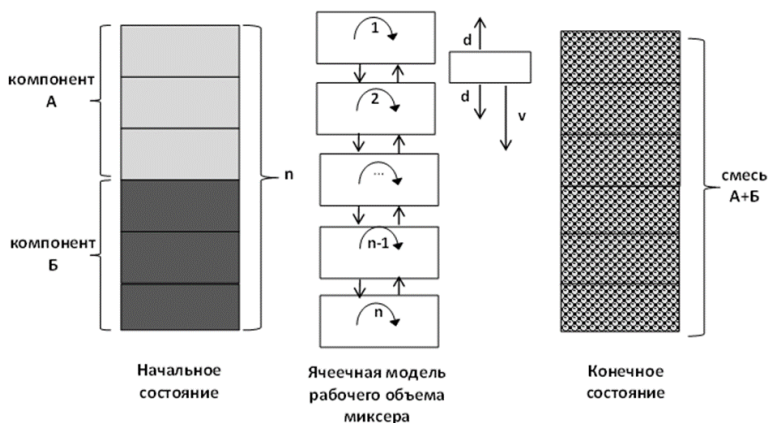 компонент
А
компонент
Б
n
Начальное
состояние
1
2
...
n-1
n
Ячеечная модель
рабочего объема
миксера
d
d
v
смесь
А+Б
Конечное
состояние